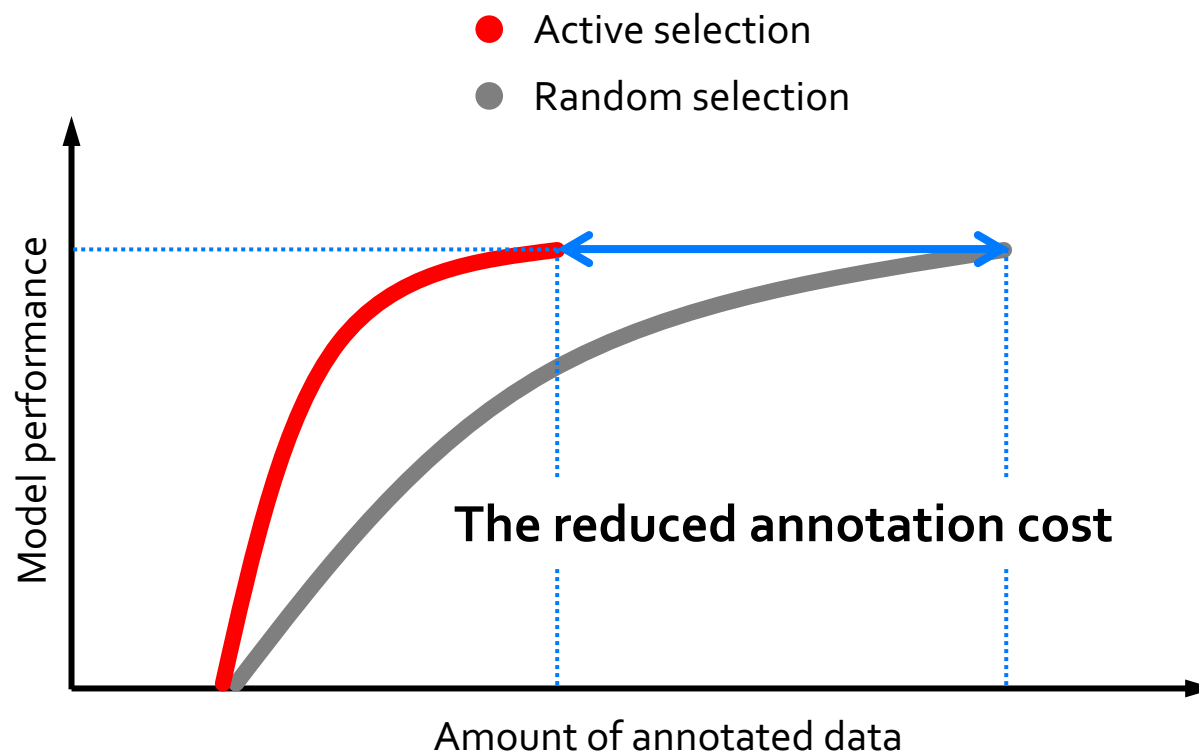 Active selection
Random selection
Model performance
The reduced annotation cost
Amount of annotated data